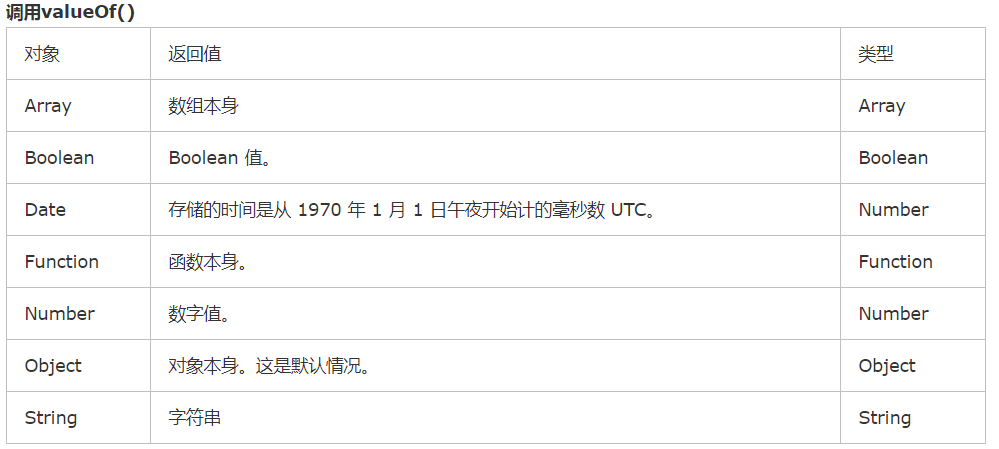 调用valueOf()
对象 返回值 类型
Array 数组本身 Array
Boolean Boolean 值。 Boolean
Date 存储的时间是从 1970 年 1 月 1 日午夜开始计的毫秒数 UTC。 Number
Function 函数本身。 Function
Number 数字值。 Number
Object 对象本身。这是默认情况。 Object
String 字符串 String